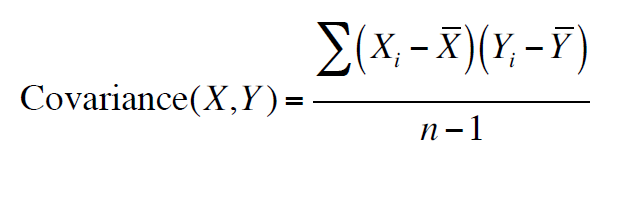 Covariance(X,Y) = ∑(Xᵢ − X̅)(Yᵢ − Y̅) / n − 1